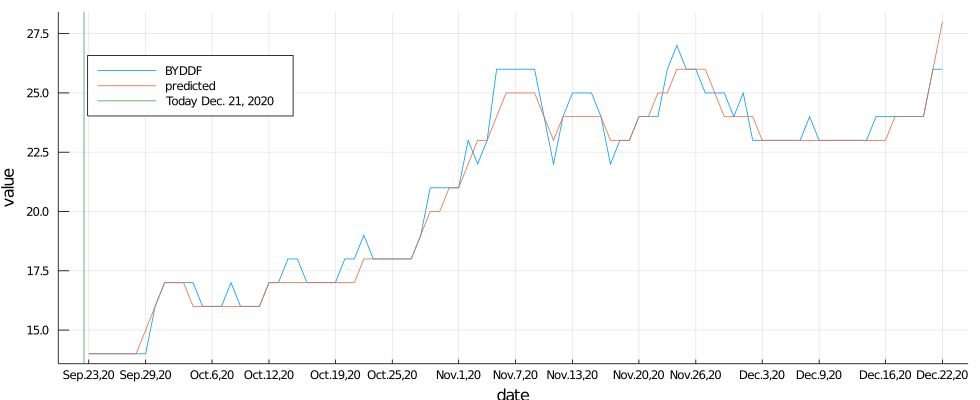 27.5
25.0
22.5
20.0
17.5
15.0
value
BYDDF
predicted
Today Dec. 21, 2020
Sep.23,20 Sep.29,20 Oct.6,20 Oct.12,20 Oct.19,20 Oct.25,20 Nov.1,20 Nov.7,20 Nov.13,20 Nov.20,20 Nov.26,20 Dec.3,20 Dec.9,20 Dec.16,20 Dec.22,20
date